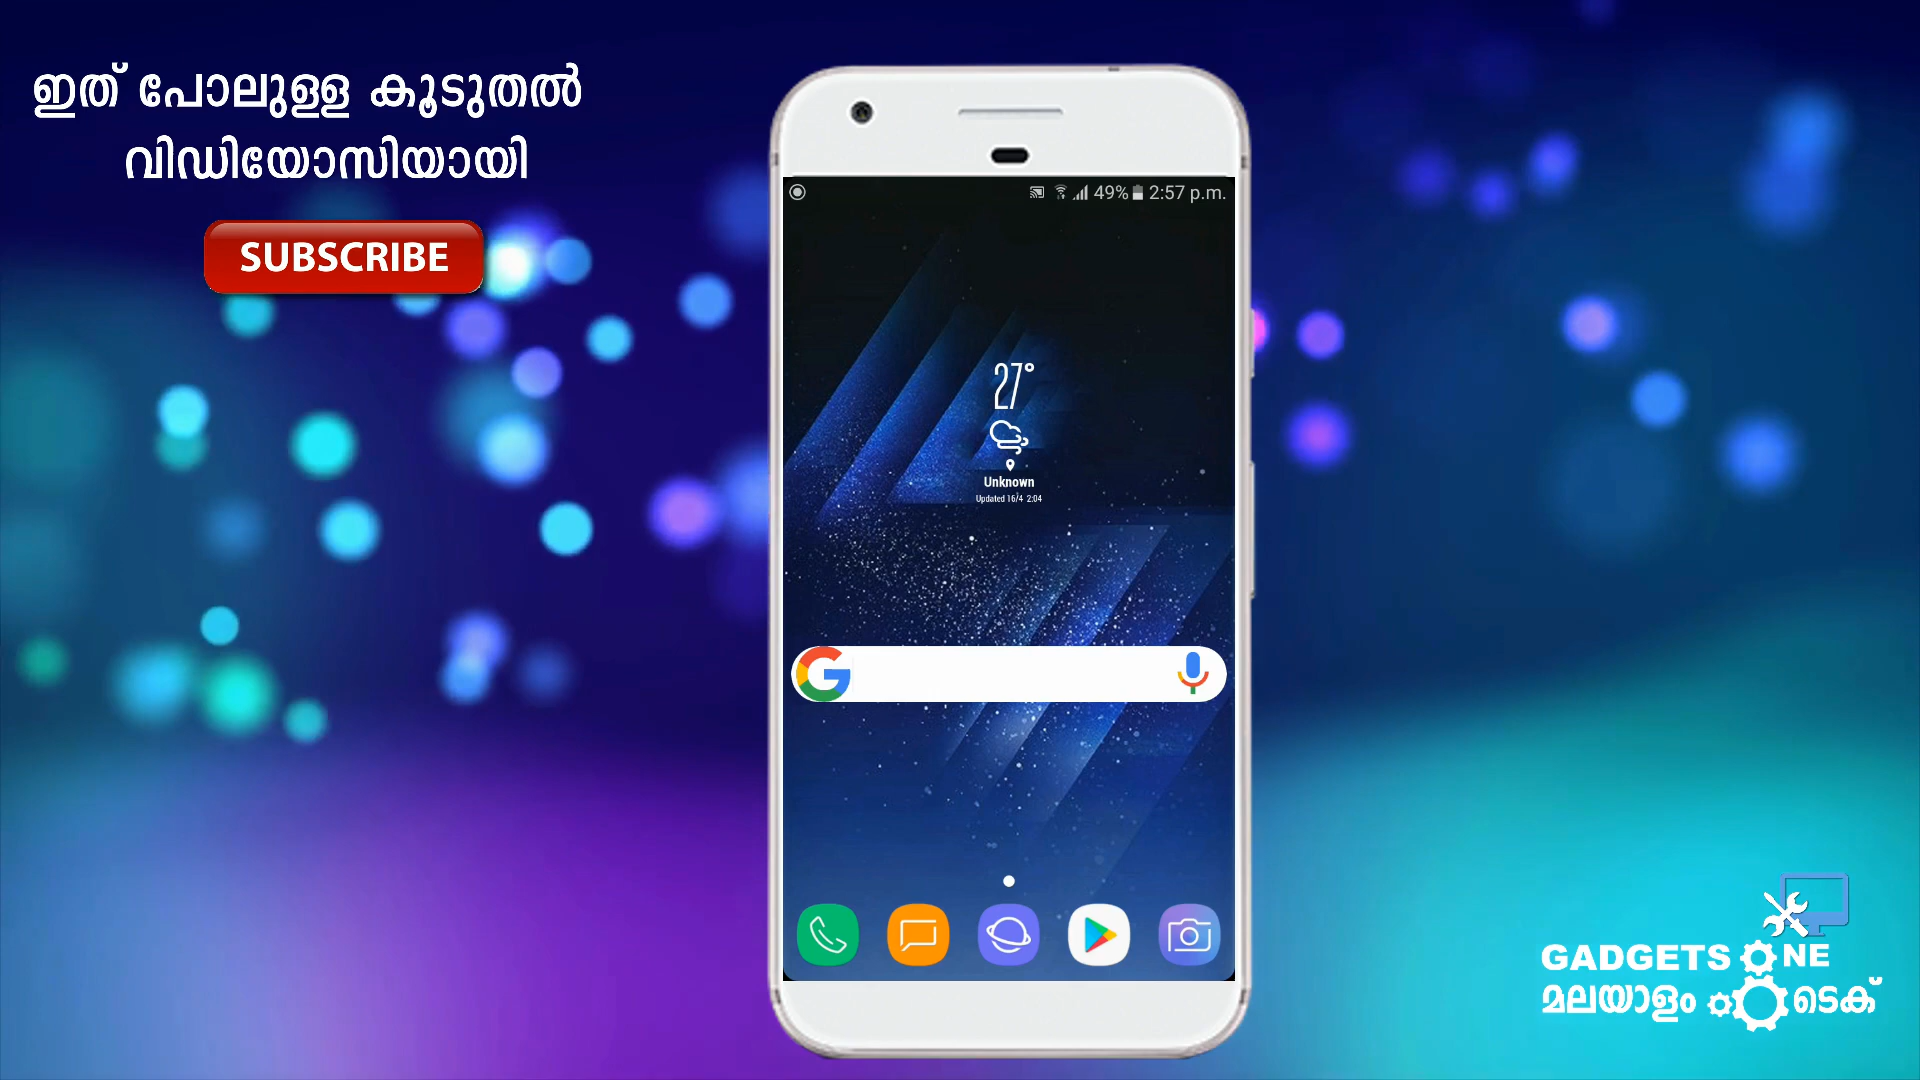 ഇത് പോലുള്ള കൂടുതൽ
വിഡിയോസിയായി
SUBSCRIBE
49% 2:57 p.m.
27°
Unknown
Updated 16/4 2:04
GADGETS ONE
മലയാളം ടെക്